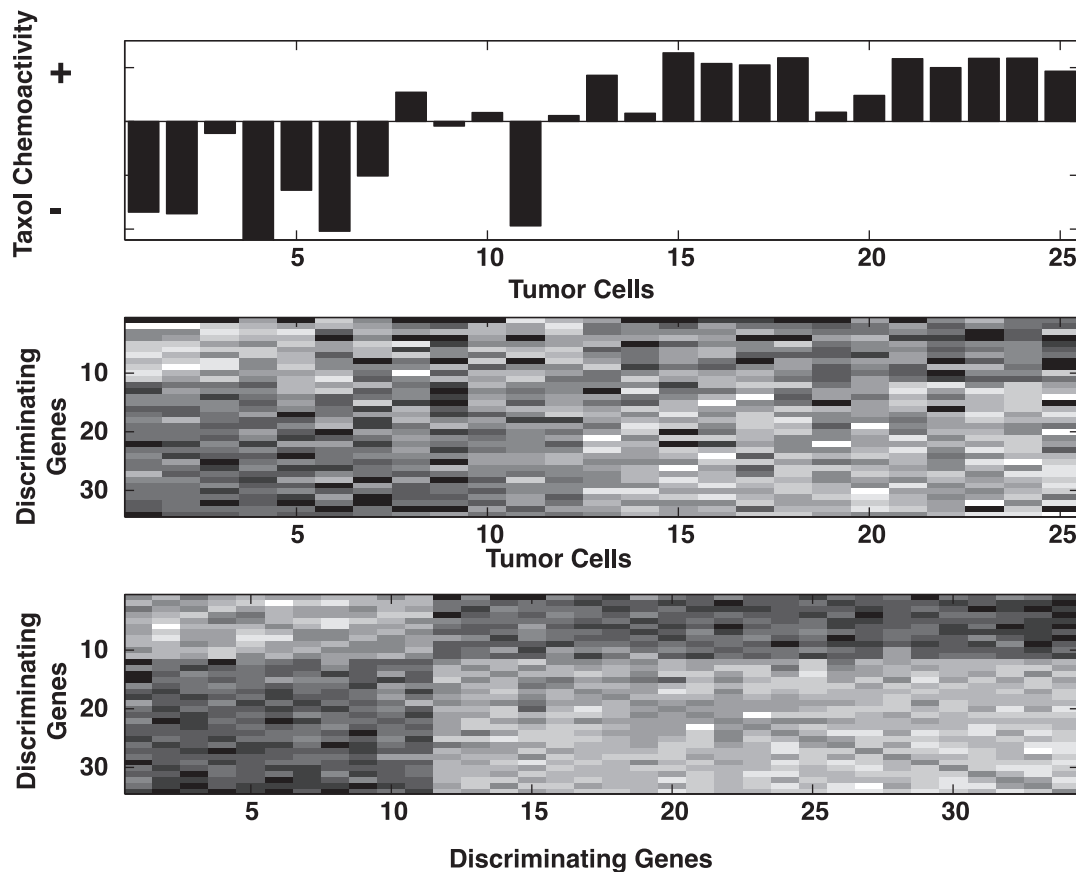 Taxol Chemoactivity
+
-
5 10 15 20 25
Tumor Cells
Discriminating
Genes
10
20
30
5 10 15 20 25
Tumor Cells
Discriminating
Genes
10
20
30
5 10 15 20 25 30
Discriminating Genes